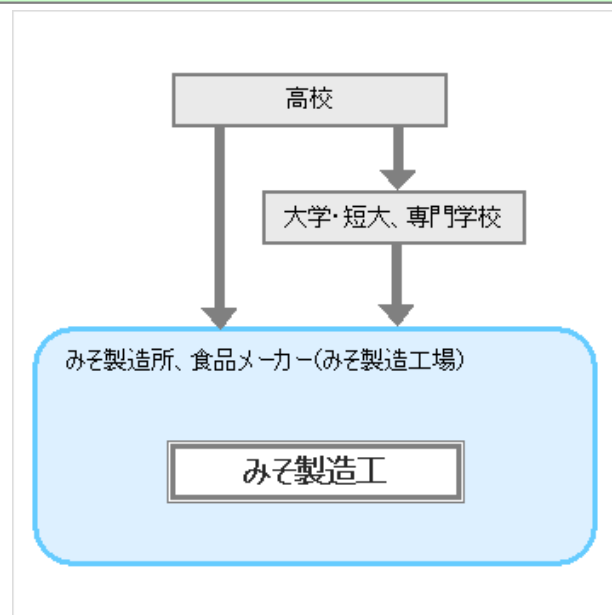 高校
大学・短大、専門学校
みそ製造所、食品メーカー(みそ製造工場)
みそ製造工